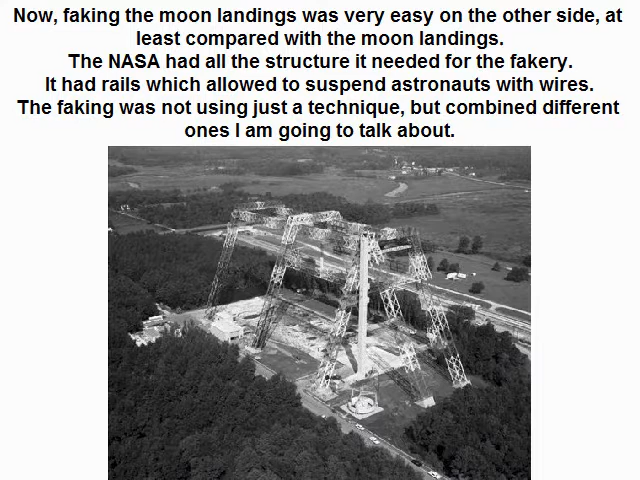 Now, faking the moon landings was very easy on the other side, at
least compared with the moon landings.
The NASA had all the structure it needed for the fakery.
It had rails which allowed to suspend astronauts with wires.
The faking was not using just a technique, but combined different
ones I am going to talk about.